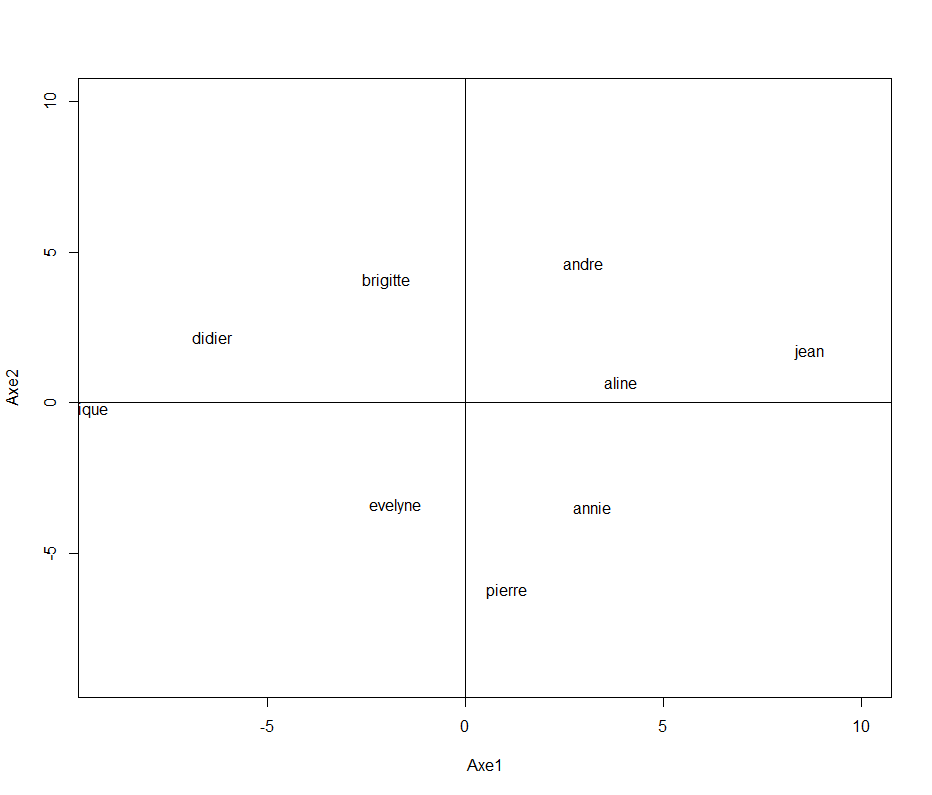 10
andre
5
brigitte
didier
jean
Axe2
aline
0
ique
evelyne
annie
-5
pierre
-5 0 5 10
Axe1